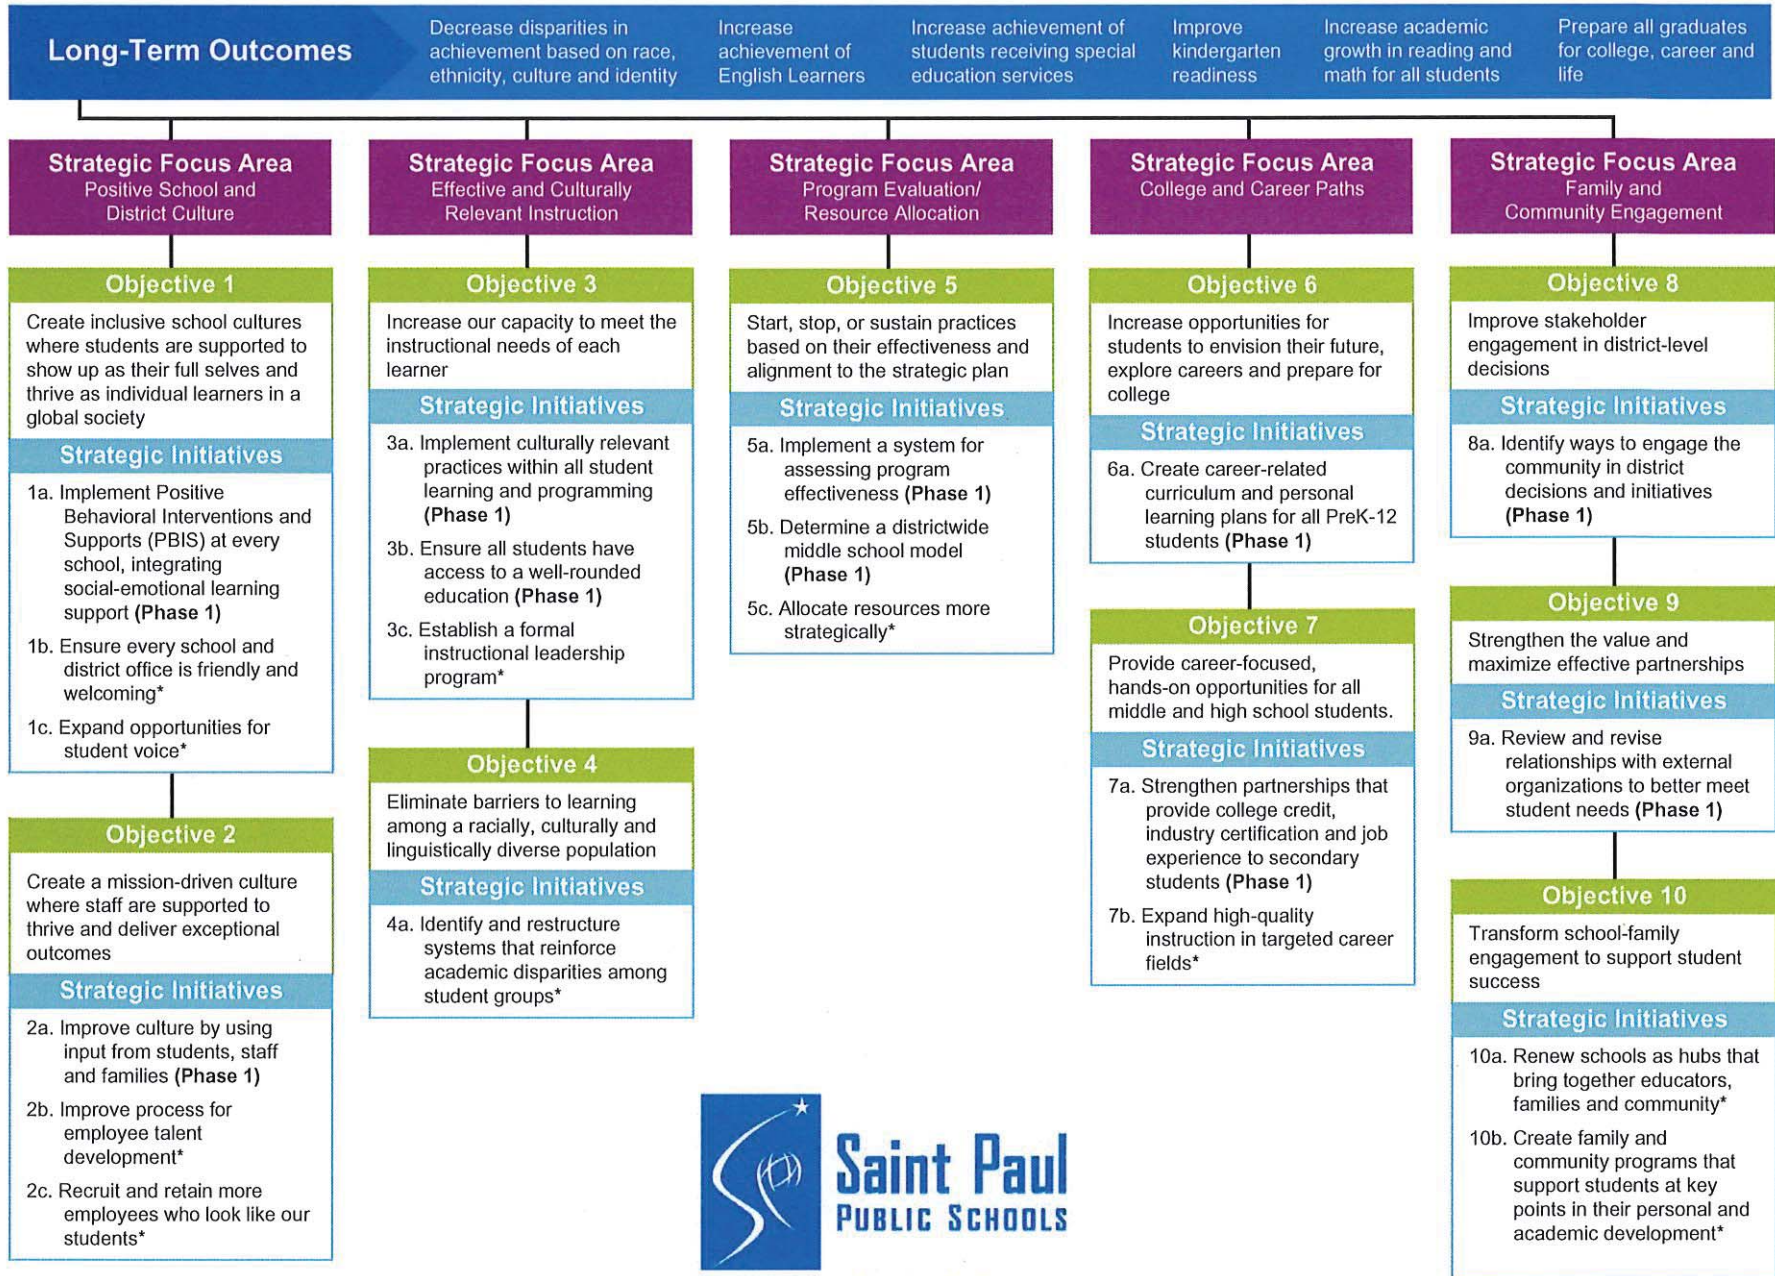 Long-Term Outcomes
Decrease disparities in
achievement based on race,
ethnicity, culture and identity
Increase
achievement of
English Learners
Increase achievement of
students receiving special
education services
Improve
kindergarten
readiness
Increase academic
growth in reading and
math for all students
Prepare all graduates
for college, career and
life
Strategic Focus Area
Positive School and
District Culture
Objective 1
Create inclusive school cultures
where students are supported to
show up as their full selves and
thrive as individual learners in a
global society
Strategic Initiatives
1a. Implement Positive
Behavioral Interventions and
Supports (PBIS) at every
school, integrating
social-emotional learning
support (Phase 1)
1b. Ensure every school and
district office is friendly and
welcoming*
1c. Expand opportunities for
student voice*
Objective 2
Create a mission-driven culture
where staff are supported to
thrive and deliver exceptional
outcomes
Strategic Initiatives
2a. Improve culture by using
input from students, staff
and families (Phase 1)
2b. Improve process for
employee talent
development*
2c. Recruit and retain more
employees who look like our
students*
Strategic Focus Area
Effective and Culturally
Relevant Instruction
Objective 3
Increase our capacity to meet the
instructional needs of each
learner
Strategic Initiatives
3a. Implement culturally relevant
practices within all student
learning and programming
(Phase 1)
3b. Ensure all students have
access to a well-rounded
education (Phase 1)
3c. Establish a formal
instructional leadership
program*
Objective 4
Eliminate barriers to learning
among a racially, culturally and
linguistically diverse population
Strategic Initiatives
4a. Identify and restructure
systems that reinforce
academic disparities among
student groups*
Strategic Focus Area
Program Evaluation/
Resource Allocation
Objective 5
Start, stop, or sustain practices
based on their effectiveness and
alignment to the strategic plan
Strategic Initiatives
5a. Implement a system for
assessing program
effectiveness (Phase 1)
5b. Determine a districtwide
middle school model
(Phase 1)
5c. Allocate resources more
strategically*
Strategic Focus Area
College and Career Paths
Objective 6
Increase opportunities for
students to envision their future,
explore careers and prepare for
college
Strategic Initiatives
6a. Create career-related
curriculum and personal
learning plans for all PreK-12
students (Phase 1)
Objective 7
Provide career-focused,
hands-on opportunities for all
middle and high school students.
Strategic Initiatives
7a. Strengthen partnerships that
provide college credit,
industry certification and job
experience to secondary
students (Phase 1)
7b. Expand high-quality
instruction in targeted career
fields*
Strategic Focus Area
Family and
Community Engagement
Objective 8
Improve stakeholder
engagement in district-level
decisions
Strategic Initiatives
8a. Identify ways to engage the
community in district
decisions and initiatives
(Phase 1)
Objective 9
Strengthen the value and
maximize effective partnerships
Strategic Initiatives
9a. Review and revise
relationships with external
organizations to better meet
student needs (Phase 1)
Objective 10
Transform school-family
engagement to support student
success
Strategic Initiatives
10a. Renew schools as hubs that
bring together educators,
families and community*
10b. Create family and
community programs that
support students at key
points in their personal and
academic development*
Saint Paul
PUBLIC SCHOOLS